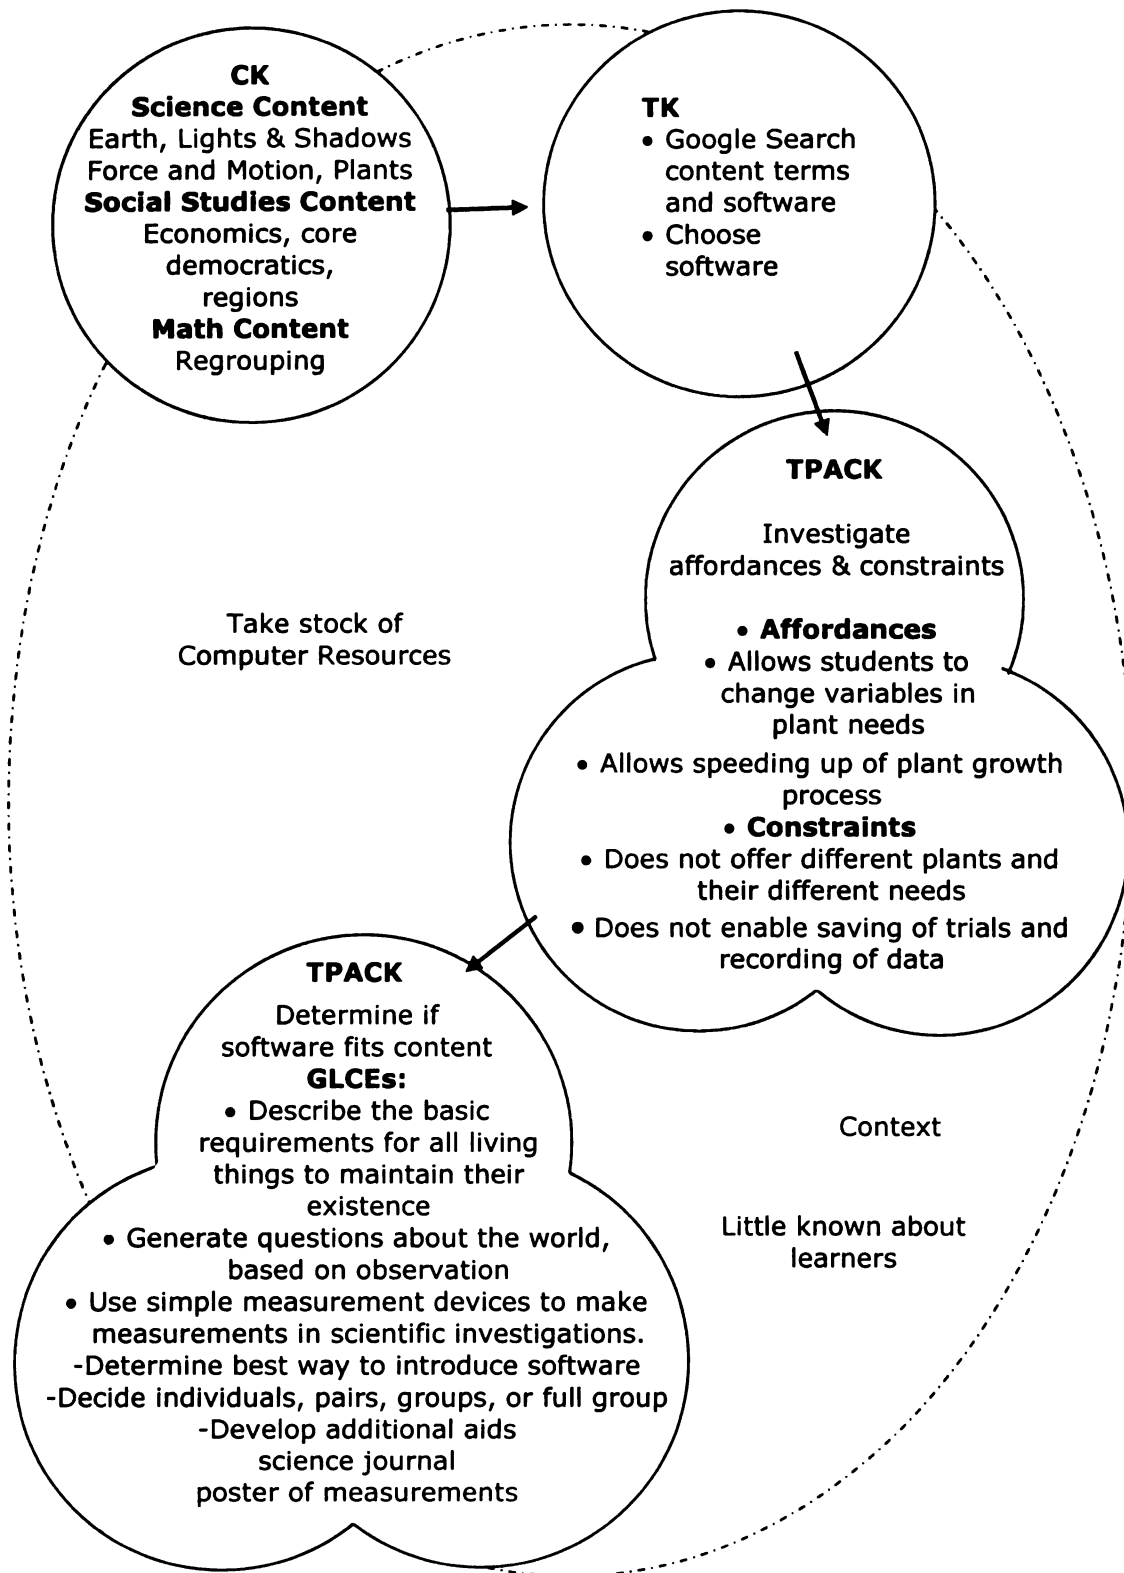 CK
Science Content
Earth, Lights & Shadows
Force and Motion, Plants
Social Studies Content
Economics, core
democratics,
regions
Math Content
Regrouping
TK
• Google Search
content terms
and software
• Choose
software
TPACK
Investigate
affordances & constraints
• Affordances
• Allows students to
change variables in
plant needs
• Allows speeding up of plant growth
process
• Constraints
• Does not offer different plants and
their different needs
• Does not enable saving of trials and
recording of data
Take stock of
Computer Resources
TPACK
Determine if
software fits content
GLCEs:
• Describe the basic
requirements for all living
things to maintain their
existence
• Generate questions about the world,
based on observation
• Use simple measurement devices to make
measurements in scientific investigations.
-Determine best way to introduce software
-Decide individuals, pairs, groups, or full group
-Develop additional aids
science journal
poster of measurements
Context
Little known about
learners